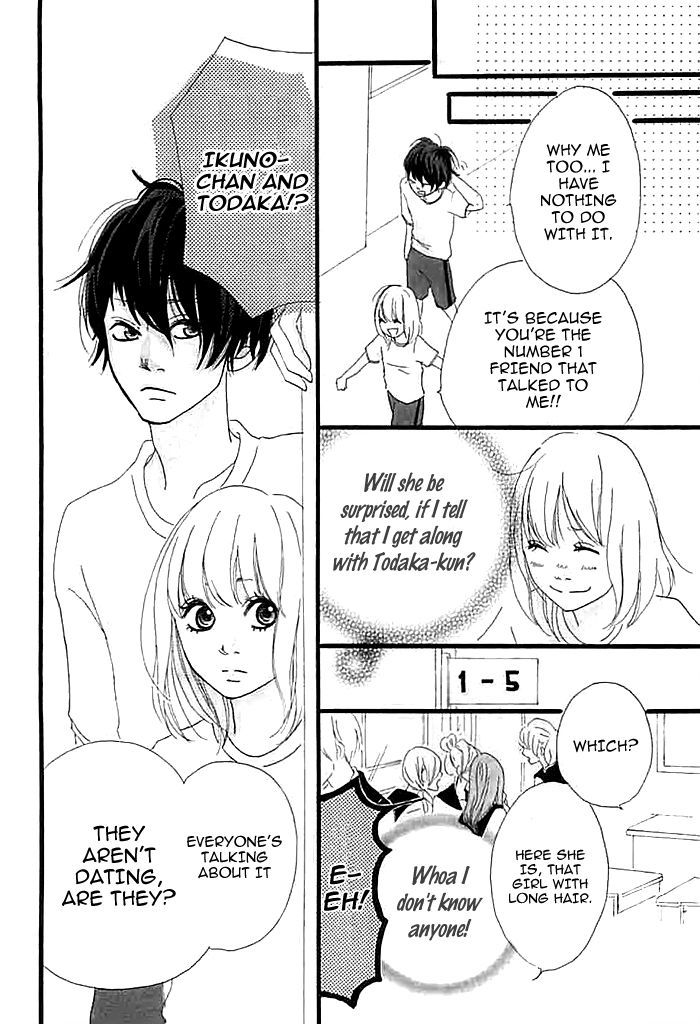 WHY ME
TOO... I
HAVE
NOTHING
TO DO
WITH IT.
IT'S BECAUSE
YOU'RE THE
NUMBER 1
FRIEND THAT
TALKED TO
ME!!
Will she be
surprised, if I tell
that I get along
with Todaka-kun?
1 - 5
WHICH?
HERE SHE
IS, THAT
GIRL WITH
LONG HAIR.
Whoa I
don't know
anyone!
E-
EH!
IKUNO-
CHAN AND
TODAKA!?
EVERYONE'S
TALKING
ABOUT IT
THEY
AREN'T
DATING,
ARE THEY?